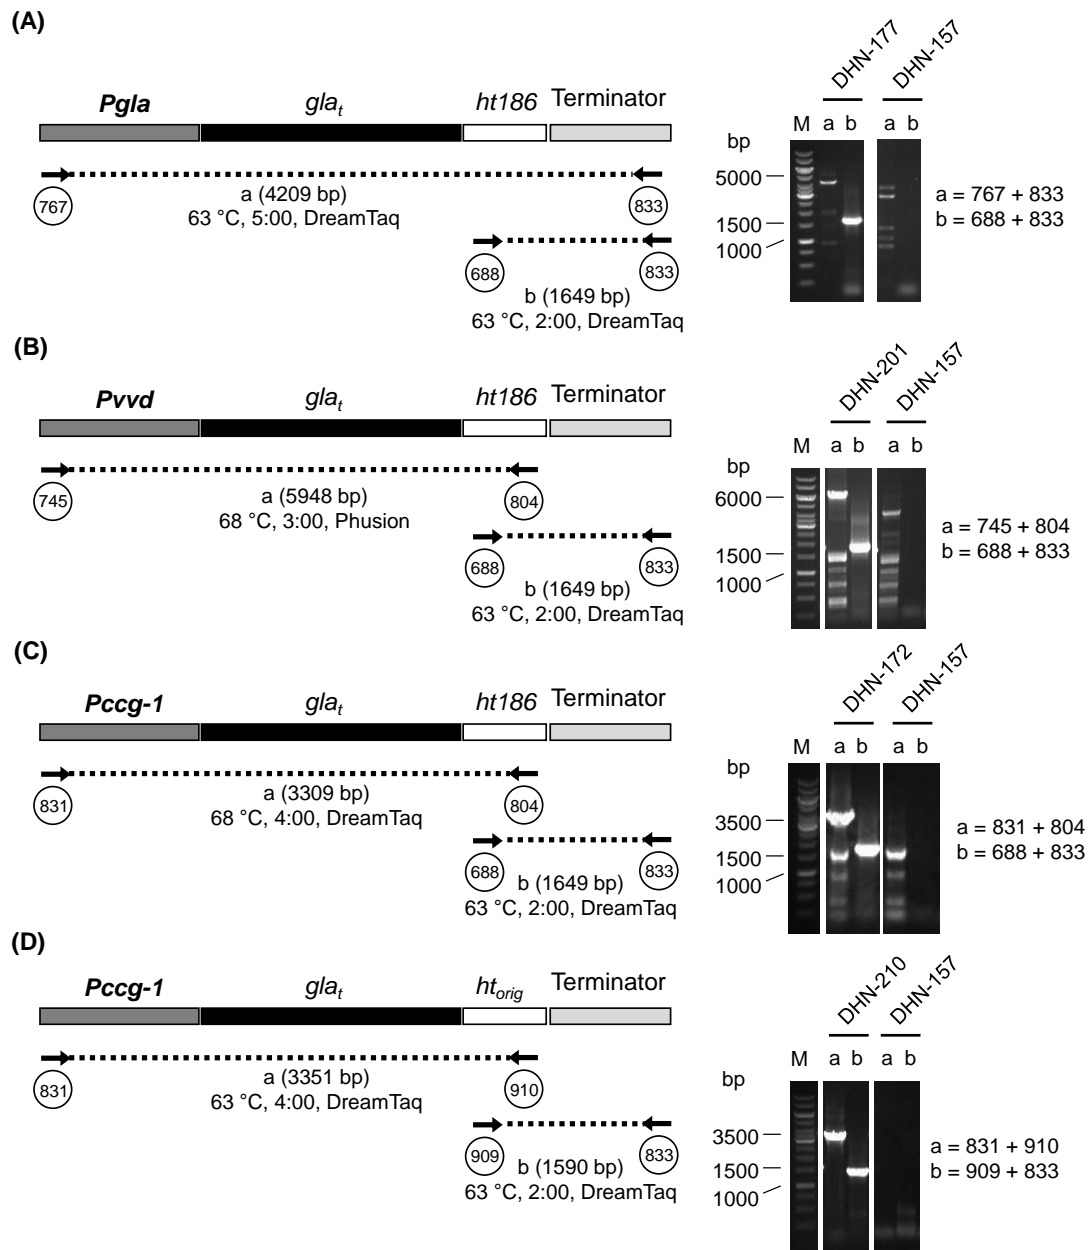 (A)
Pgla glat ht186 Terminator
767
a (4209 bp)
63 °C, 5:00, DreamTaq
833
688
833
b (1649 bp)
63 °C, 2:00, DreamTaq
DHN-177 DHN-157
M a b a b
bp
5000
1500
1000
a = 767 + 833
b = 688 + 833
(B)
Pvvd glat ht186 Terminator
745
a (5948 bp)
68 °C, 3:00, Phusion
804
688
833
b (1649 bp)
63 °C, 2:00, DreamTaq
DHN-201 DHN-157
M a b a b
bp
6000
1500
1000
a = 745 + 804
b = 688 + 833
(C)
Pccg-1 glat ht186 Terminator
831
a (3309 bp)
68 °C, 4:00, DreamTaq
804
688
833
b (1649 bp)
63 °C, 2:00, DreamTaq
DHN-172 DHN-157
M a b a b
bp
3500
1500
1000
a = 831 + 804
b = 688 + 833
(D)
Pccg-1 glat htorig Terminator
831
a (3351 bp)
63 °C, 4:00, DreamTaq
910
909
833
b (1590 bp)
63 °C, 2:00, DreamTaq
DHN-210 DHN-157
M a b a b
bp
3500
1500
1000
a = 831 + 910
b = 909 + 833